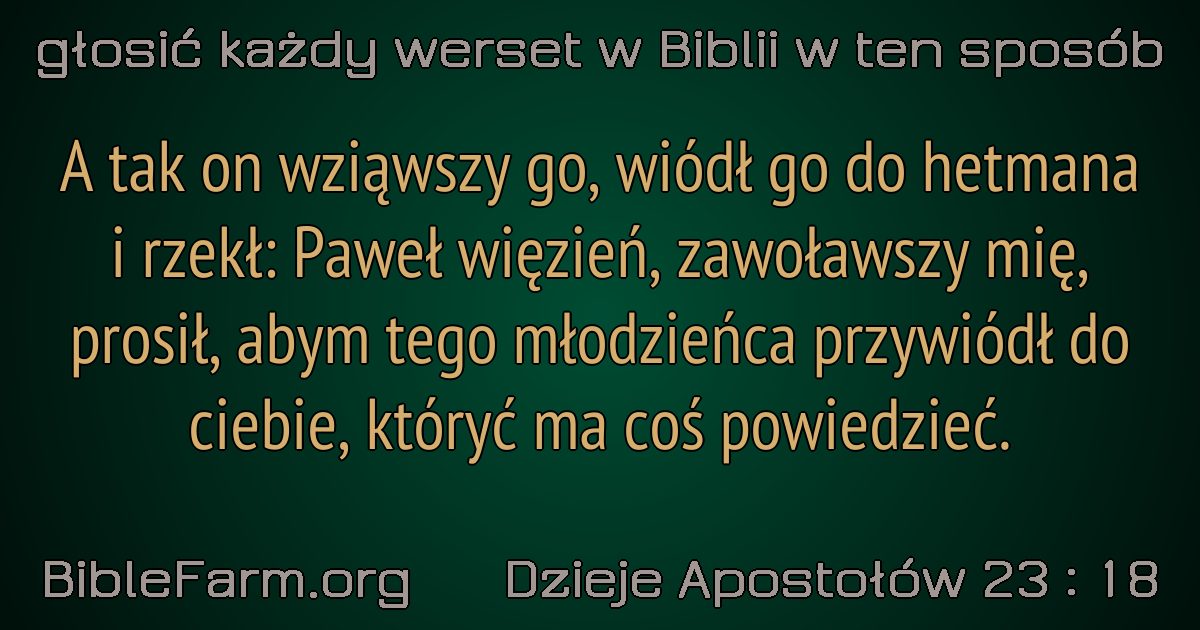 głosić każdy werset w Biblii w ten sposób
A tak on wziąwszy go, wiódł go do hetmana
i rzekł: Paweł więzień, zawoławszy mię,
prosił, abym tego młodzieńca przywiódł do
ciebie, któryć ma coś powiedzieć.
BibleFarm.org Dzieje Apostołów 23 : 18